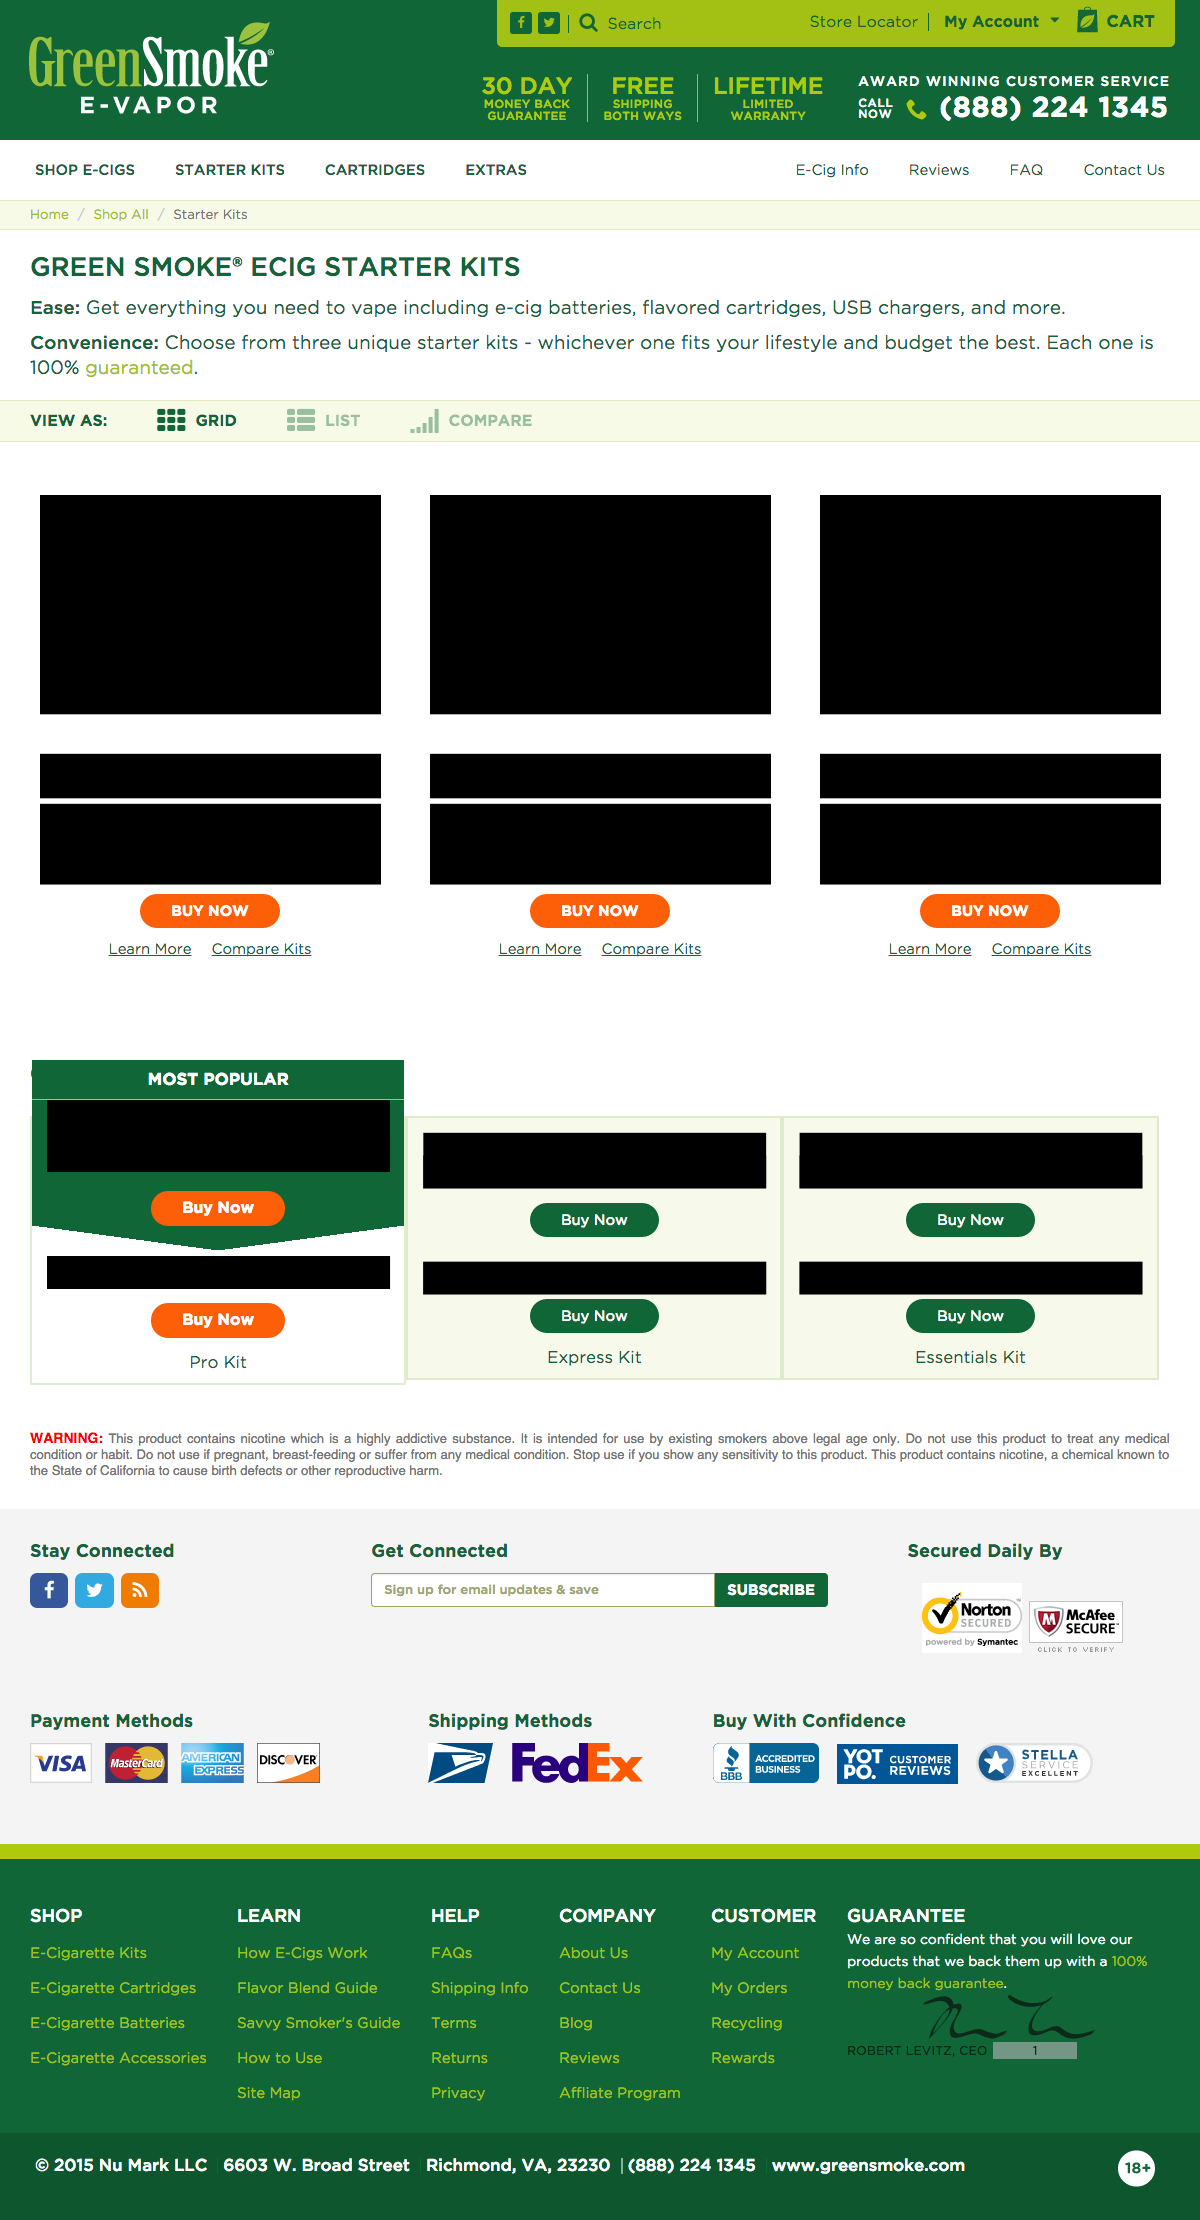 GreenSmoke®
E-VAPOR
Search
Store Locator
My Account
CART
30 DAY
MONEY BACK
GUARANTEE
FREE
SHIPPING
BOTH WAYS
LIFETIME
LIMITED
WARRANTY
AWARD WINNING CUSTOMER SERVICE
CALL
NOW
(888) 224 1345
SHOP E-CIGS
STARTER KITS
CARTRIDGES
EXTRAS
E-Cig Info
Reviews
FAQ
Contact Us
Home / Shop All / Starter Kits
GREEN SMOKE® ECIG STARTER KITS
Ease: Get everything you need to vape including e-cig batteries, flavored cartridges, USB chargers, and more.
Convenience: Choose from three unique starter kits - whichever one fits your lifestyle and budget the best. Each one is
100% guaranteed.
VIEW AS:
GRID
LIST
COMPARE
BUY NOW
Learn More Compare Kits
BUY NOW
Learn More Compare Kits
BUY NOW
Learn More Compare Kits
MOST POPULAR
Buy Now
Buy Now
Pro Kit
Buy Now
Buy Now
Express Kit
Buy Now
Buy Now
Essentials Kit
WARNING: This product contains nicotine which is a highly addictive substance. It is intended for use by existing smokers above legal age only. Do not use this product to treat any medical
condition or habit. Do not use if pregnant, breast-feeding or suffer from any medical condition. Stop use if you show any sensitivity to this product. This product contains nicotine, a chemical known to
the State of California to cause birth defects or other reproductive harm.
Stay Connected
Get Connected
Sign up for email updates & save
SUBSCRIBE
Secured Daily By
Norton
SECURED
powered by Symantec
McAfee
SECURE™
CLICK TO VERIFY
Payment Methods
VISA
MasterCard
AMERICAN
EXPRESS
DISCOVER
Shipping Methods
FedEx
Buy With Confidence
BBB
ACCREDITED
BUSINESS
YOT
PO.
CUSTOMER
REVIEWS
STELLA
SERVICE
EXCELLENT
SHOP
E-Cigarette Kits
E-Cigarette Cartridges
E-Cigarette Batteries
E-Cigarette Accessories
LEARN
How E-Cigs Work
Flavor Blend Guide
Savvy Smoker's Guide
How to Use
Site Map
HELP
FAQs
Shipping Info
Terms
Returns
Privacy
COMPANY
About Us
Contact Us
Blog
Reviews
Affliate Program
CUSTOMER
My Account
My Orders
Recycling
Rewards
GUARANTEE
We are so confident that you will love our
products that we back them up with a 100%
money back guarantee.
ROBERT LEVITZ, CEO
1
© 2015 Nu Mark LLC | 6603 W. Broad Street | Richmond, VA, 23230 | (888) 224 1345 | www.greensmoke.com
18+